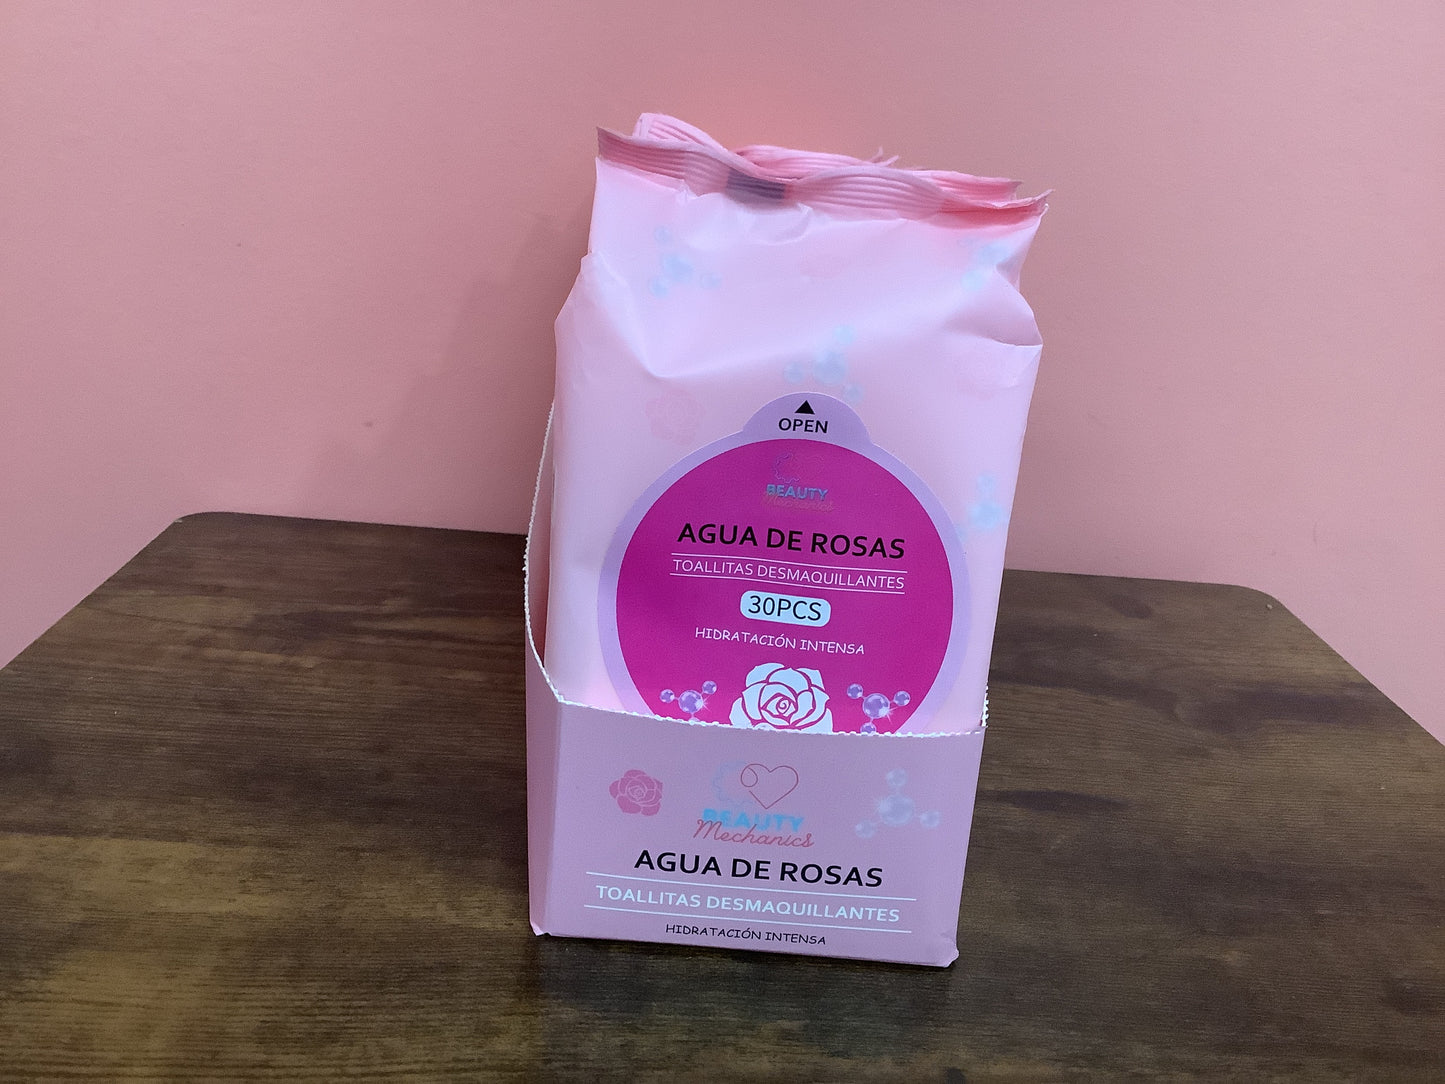 OPEN
BEAUTY
Mechanics
AGUA DE ROSAS
TOALLITAS DESMAQUILLANTES
30PCS
HIDRATACIÓN INTENSA
BEAUTY
Mechanics
AGUA DE ROSAS
TOALLITAS DESMAQUILLANTES
HIDRATACIÓN INTENSA